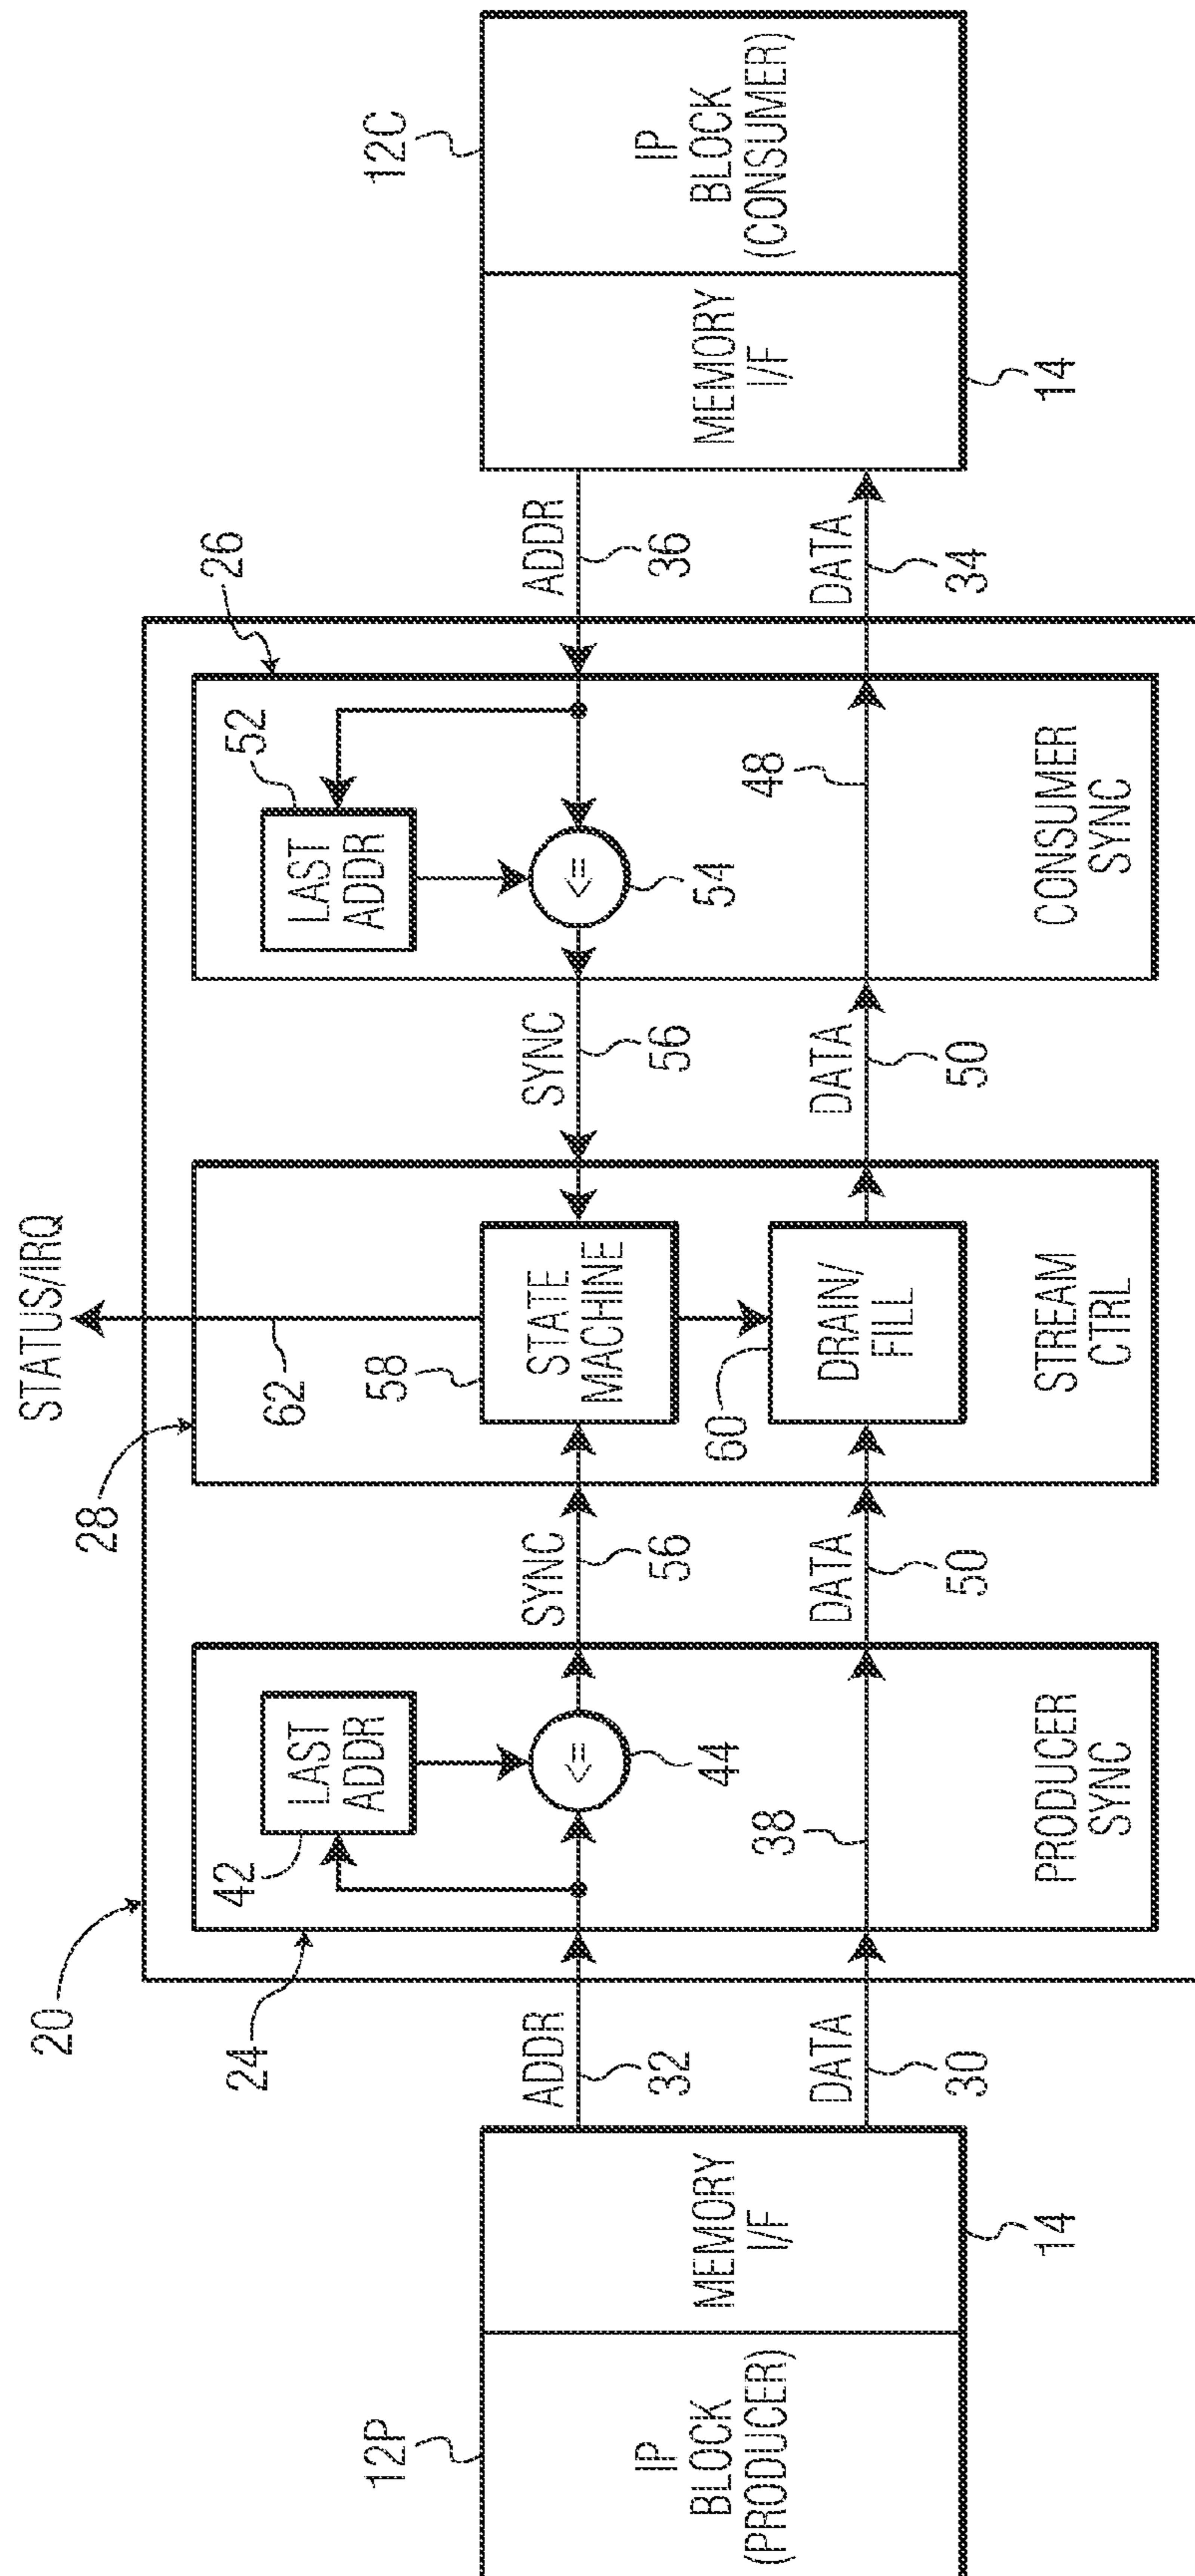 STATUS/IRQ
20
28
62
24
26
12P
IP
BLOCK
(PRODUCER)
MEMORY
I/F
14
ADDR
32
DATA
30
42
LAST
ADDR
<=
44
38
PRODUCER
SYNC
SYNC
56
DATA
50
58
STATE
MACHINE
60
DRAIN/
FILL
STREAM
CTRL
SYNC
56
DATA
50
52
LAST
ADDR
<=
54
48
CONSUMER
SYNC
ADDR
36
DATA
34
12C
MEMORY
I/F
IP
BLOCK
(CONSUMER)
14